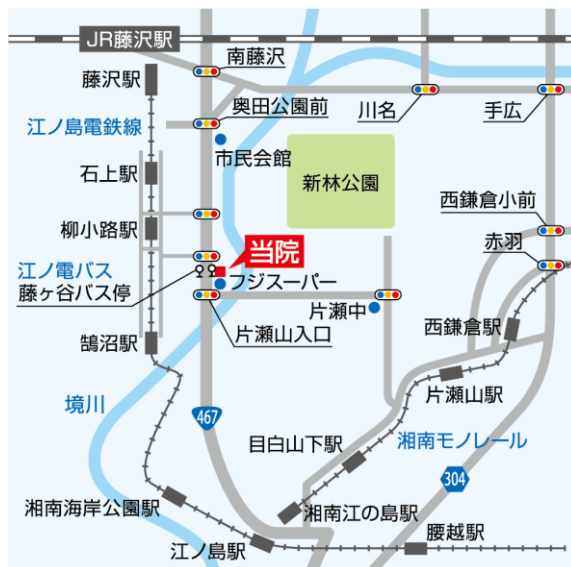 JR藤沢駅
南藤沢
藤沢駅
奥田公園前
川名
手広
江ノ島電鉄線
市民会館
石上駅
新林公園
西鎌倉小前
柳小路駅
赤羽
当院
江ノ電バス
藤ヶ谷バス停
フジスーパー
片瀬中
西鎌倉駅
片瀬山入口
鵠沼駅
片瀬山駅
境川
467
目白山下駅
湘南モノレール
304
湘南海岸公園駅
湘南江の島駅
腰越駅
江ノ島駅